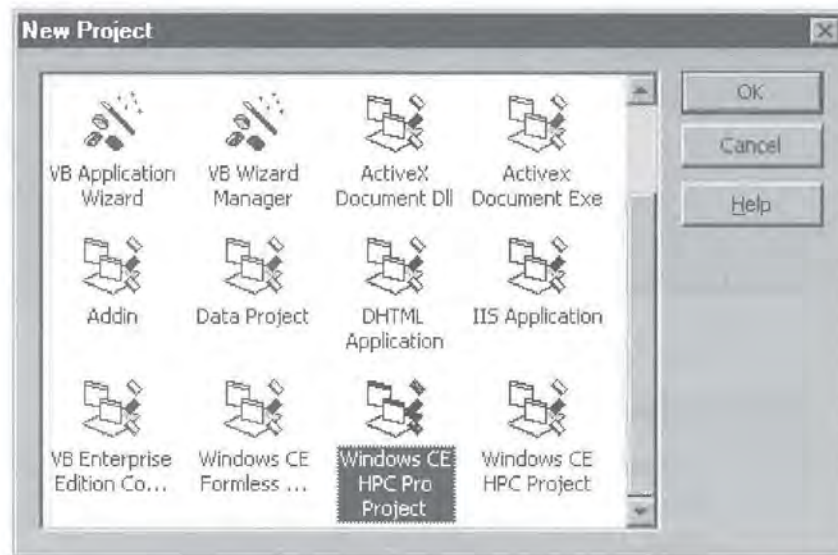 New Project
VB Application
Wizard
VB Wizard
Manager
ActiveX
Document Dll
Activex
Document Exe
Addin
Data Project
DHTML
Application
IIS Application
VB Enterprise
Edition Co...
Windows CE
Formless ...
Windows CE
HPC Pro
Project
Windows CE
HPC Project
OK
Cancel
Help